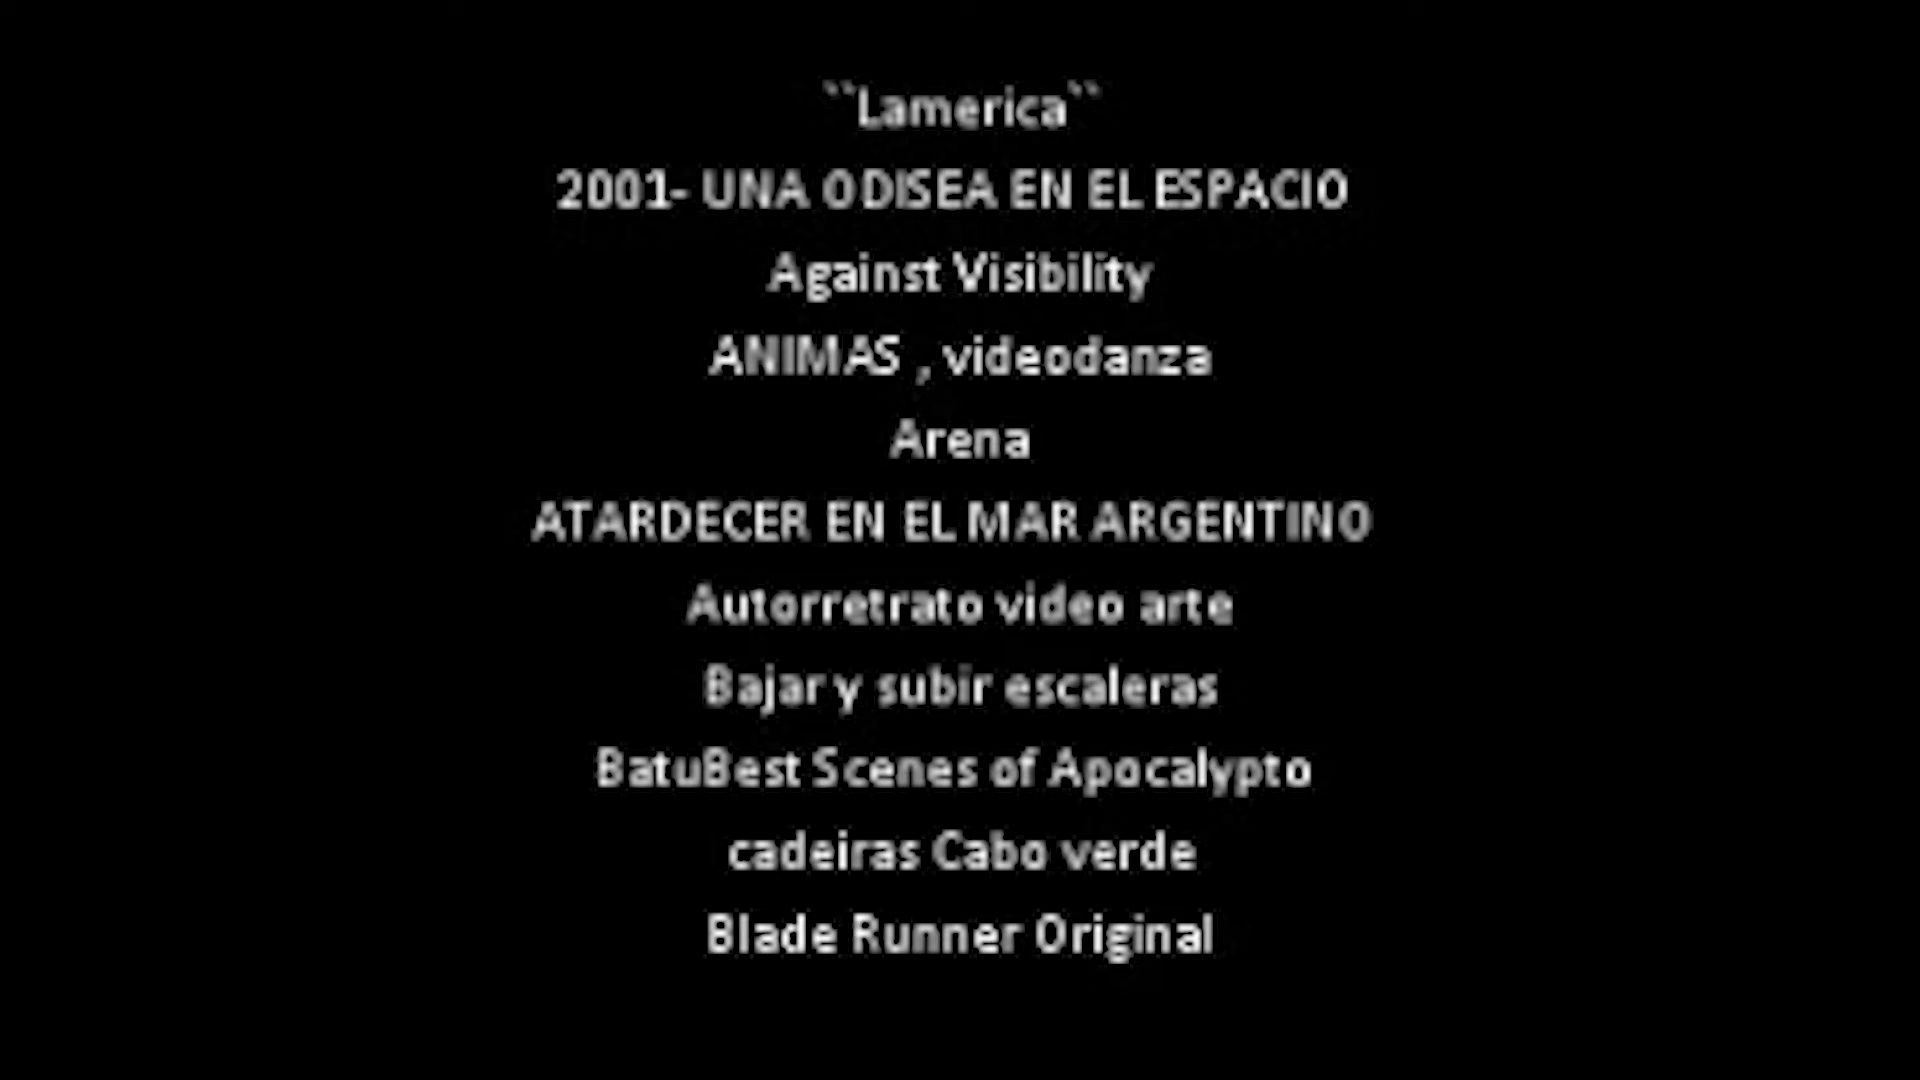 ``Lamerica``
2001- UNA ODISEA EN EL ESPACIO
Against Visibility
ANIMAS , videodanza
Arena
ATARDECER EN EL MAR ARGENTINO
Autorretrato video arte
Bajar y subir escaleras
BatuBest Scenes of Apocalypto
cadeiras Cabo verde
Blade Runner Original